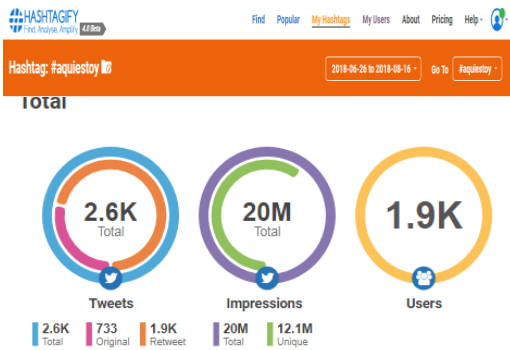 HASHTAGIFY
Find, Analyse, Amplify 4.0 Beta
Find Popular My Hashtags My Users About Pricing Help
Hashtag: #aquiestoy
2018-06-26 to 2018-08-16 Go To #aquiestoy
Total
2.6K
Total
20M
Total
1.9K
Tweets
Impressions
Users
2.6K 733 1.9K 20M 12.1M
Total Original Retweet Total Unique